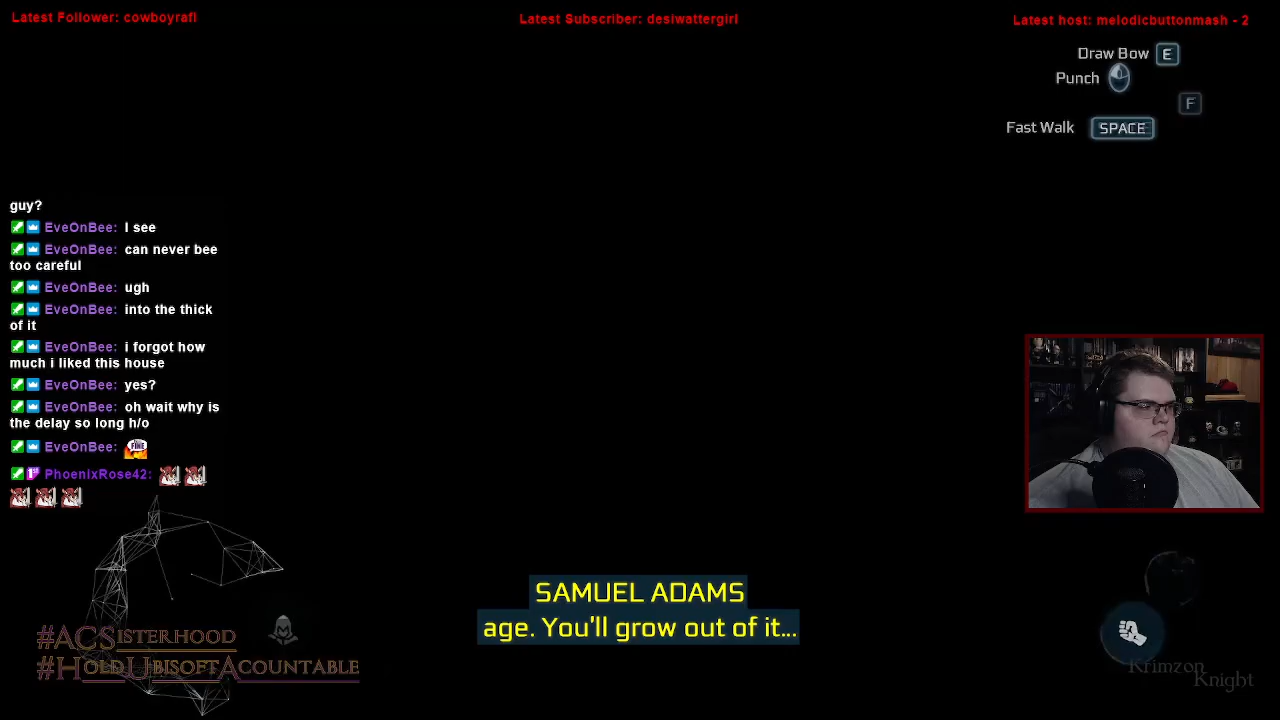 Latest Follower: cowboyrafi
Latest Subscriber: desiwattergirl
Latest host: melodicbuttonmash - 2
Draw Bow E
Punch
F
Fast Walk SPACE
guy?
EveOnBee: I see
EveOnBee: can never bee
too careful
EveOnBee: ugh
EveOnBee: into the thick
of it
EveOnBee: i forgot how
much i liked this house
EveOnBee: yes?
EveOnBee: oh wait why is
the delay so long h/o
EveOnBee: FINE
PhoenixRose42:
SAMUEL ADAMS
age. You'll grow out of it...
#ACSISTERHOOD
#HOLDUBISOFTACOUNTABLE
Krimzon
Knight